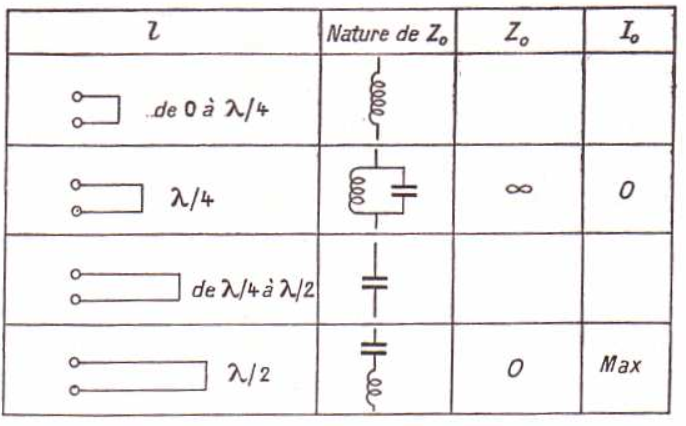 l Nature de Z₀ Z₀ I₀
de 0 à λ/4
λ/4 ∞ 0
de λ/4 à λ/2
λ/2 0 Max